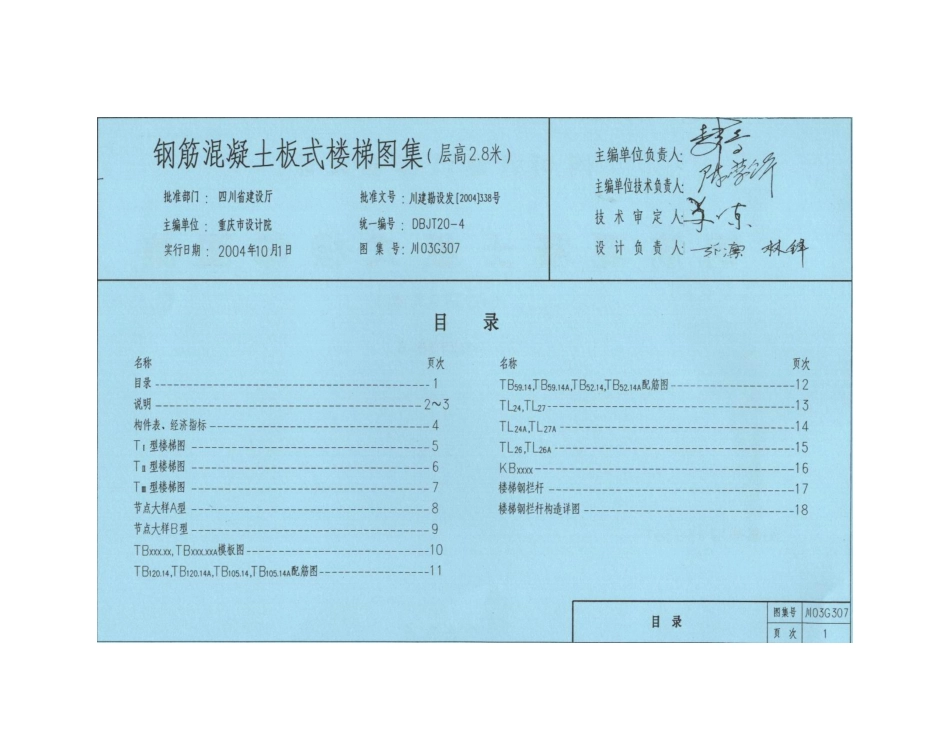 钢筋混凝土板式楼梯图集(层高2.8米)
批准部门：四川省建设厅 批准文号：川建勘设发[2004]338号
主编单位：重庆市设计院 统一编号：DBJT20-4
实行日期：2004年10月1日 图集号：川03G307
主编单位负责人:
主编单位技术负责人:
技术审定人:
设计负责人: 林锋
目 录
名称 页次
目录 1
说明 2~3
构件表、经济指标 4
TⅠ型楼梯图 5
TⅡ型楼梯图 6
TⅢ型楼梯图 7
节点大样A型 8
节点大样B型 9
TBxxx.xx,TBxxx.xxA模板图 10
TB120.14,TB120.14A,TB105.14,TB105.14A配筋图 11
名称 页次
TB59.14,TB59.14A,TB52.14,TB52.14A配筋图 12
TL24,TL27 13
TL24A,TL27A 14
TL26,TL26A 15
KBxxxx 16
楼梯钢栏杆 17
楼梯钢栏杆构造详图 18
目 录
图集号 川03G307
页 次 1